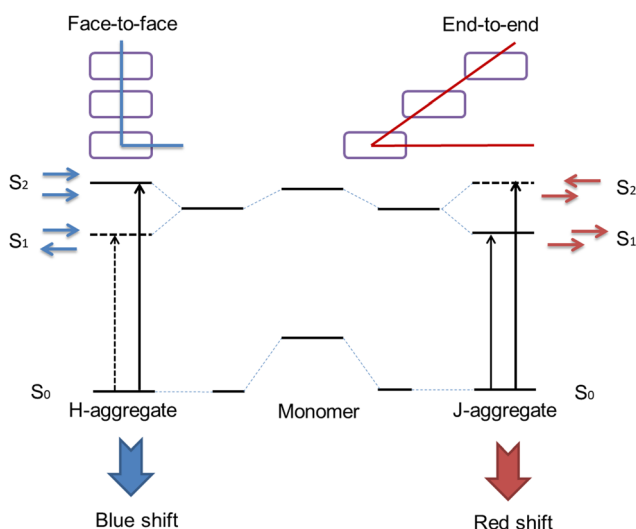 Face-to-face
End-to-end
S₂
S₂
S₁
S₁
S₀
S₀
H-aggregate
Monomer
J-aggregate
Blue shift
Red shift